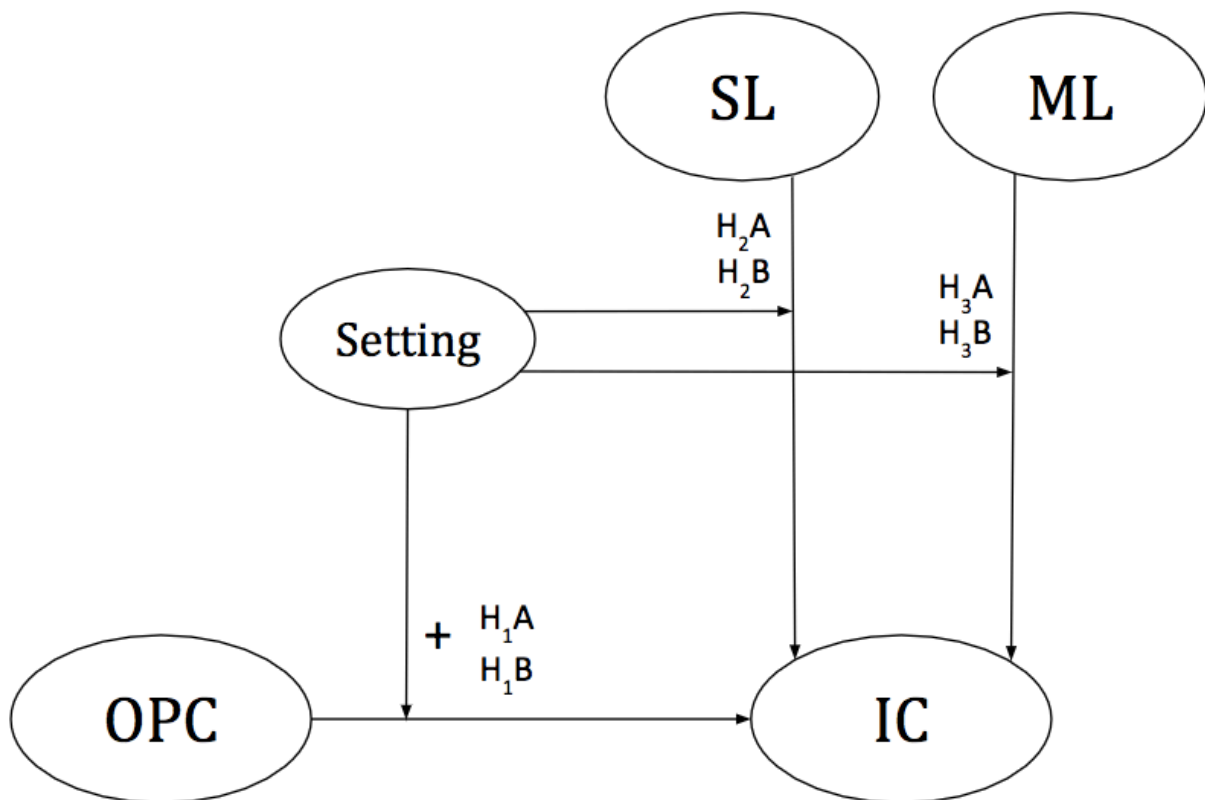 SL
ML
H₂A
H₂B
H₃A
H₃B
Setting
+
H₁A
H₁B
OPC
IC